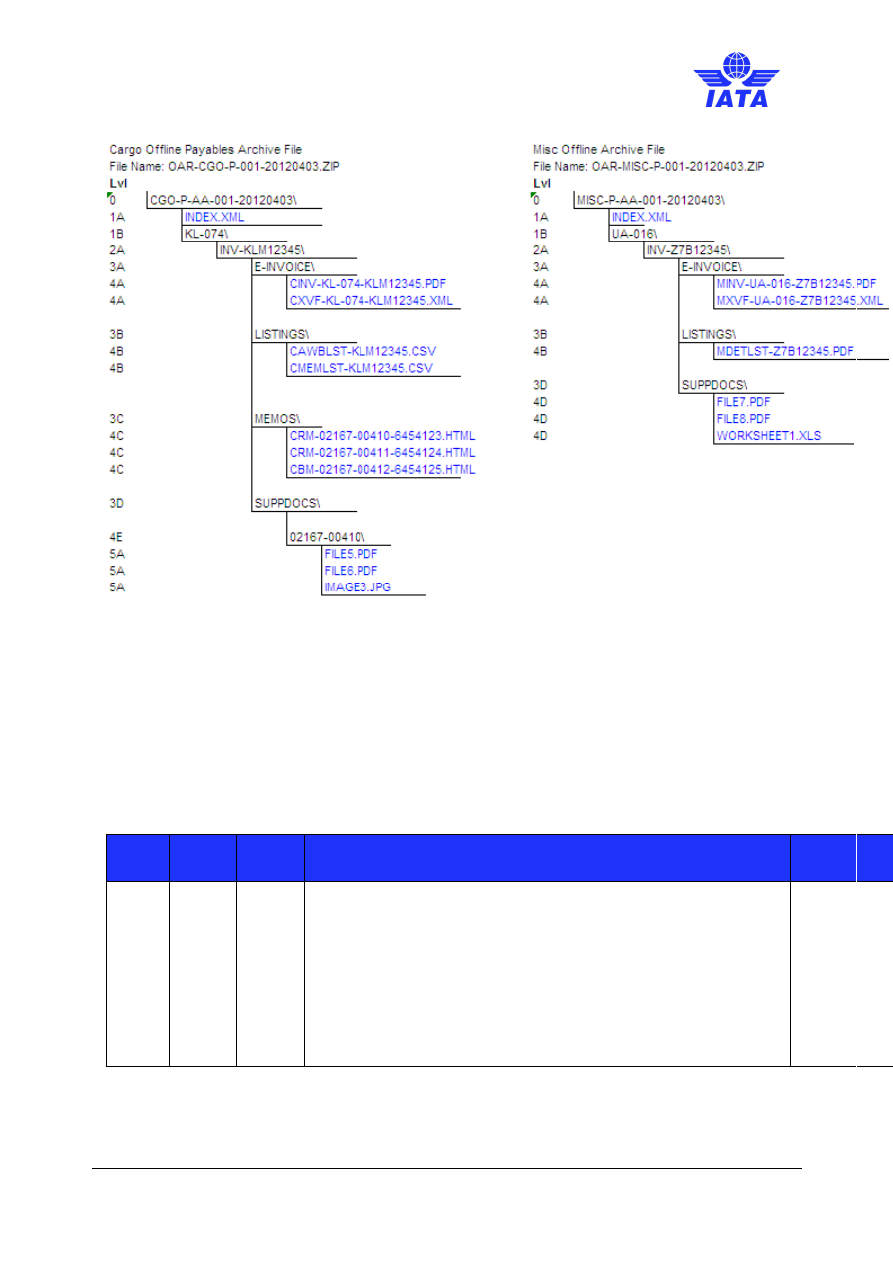 IATA
Cargo Offline Payables Archive File
File Name: OAR-CGO-P-001-20120403.ZIP
Lvl
0 CGO-P-AA-001-20120403\
1A INDEX.XML
1B KL-074\
2A INV-KLM12345\
3A E-INVOICE\
4A CINV-KL-074-KLM12345.PDF
4A CXVF-KL-074-KLM12345.XML
3B LISTINGS\
4B CAWBLST-KLM12345.CSV
4B CMEMLST-KLM12345.CSV
3C MEMOS\
4C CRM-02167-00410-6454123.HTML
4C CRM-02167-00411-6454124.HTML
4C CBM-02167-00412-6454125.HTML
3D SUPPDOCS\
4E 02167-00410\
5A FILE5.PDF
5A FILE6.PDF
5A IMAGE3.JPG
Misc Offline Archive File
File Name: OAR-MISC-P-001-20120403.ZIP
Lvl
0 MISC-P-AA-001-20120403\
1A INDEX.XML
1B UA-016\
2A INV-Z7B12345\
3A E-INVOICE\
4A MINV-UA-016-Z7B12345.PDF
4A MXVF-UA-016-Z7B12345.XML
3B LISTINGS\
4B MDETLST-Z7B12345.PDF
3D SUPPDOCS\
4D FILE7.PDF
4D FILE8.PDF
4D WORKSHEET1.XLS